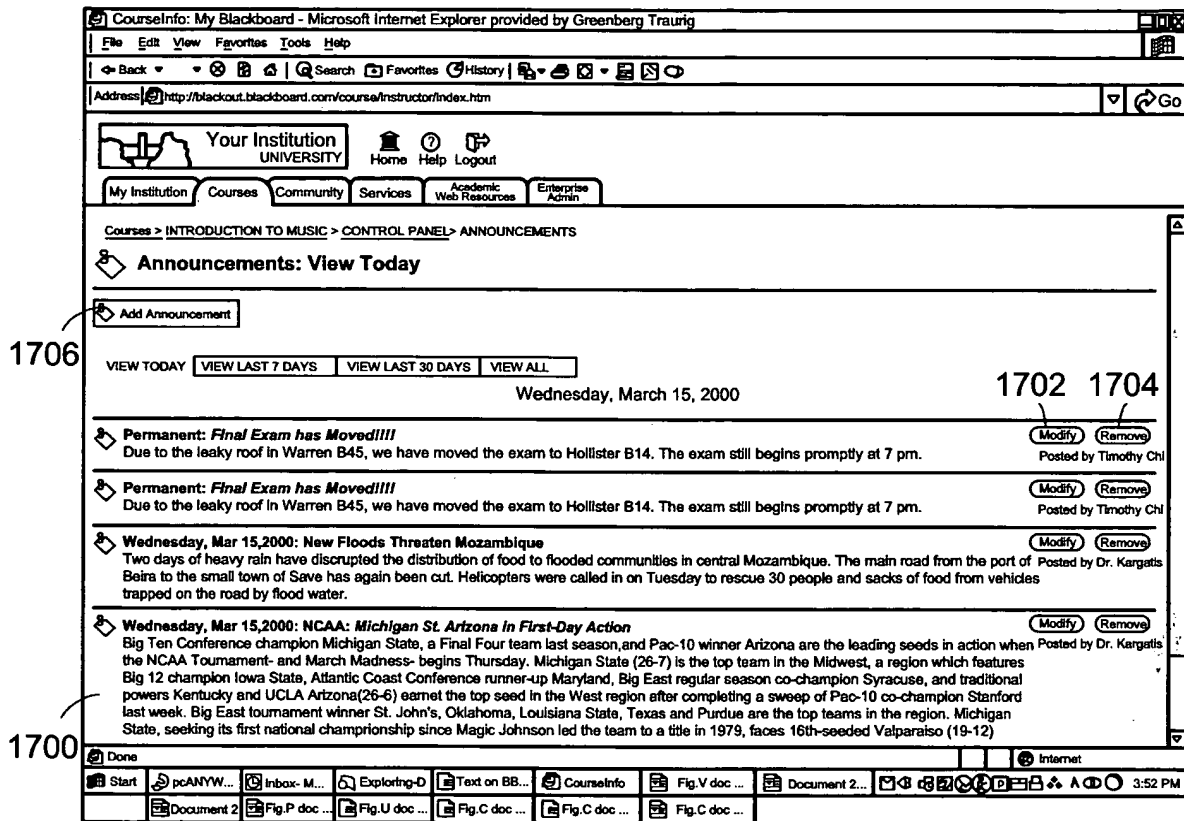 CourseInfo: My Blackboard - Microsoft Internet Explorer provided by Greenberg Traurig
File Edit View Favorites Tools Help
Back Search Favorites History
Address http://blackout.blackboard.com/course/instructor/index.htm Go
Your Institution
UNIVERSITY
Home Help Logout
My Institution Courses Community Services Academic Web Resources Enterprise Admin
Courses > INTRODUCTION TO MUSIC > CONTROL PANEL> ANNOUNCEMENTS
Announcements: View Today
Add Announcement
1706
VIEW TODAY VIEW LAST 7 DAYS VIEW LAST 30 DAYS VIEW ALL
Wednesday, March 15, 2000
1702 1704
Permanent: Final Exam has Moved!!!! Modify Remove
Due to the leaky roof in Warren B45, we have moved the exam to Hollister B14. The exam still begins promptly at 7 pm. Posted by Timothy Chi
Permanent: Final Exam has Moved!!!! Modify Remove
Due to the leaky roof in Warren B45, we have moved the exam to Hollister B14. The exam still begins promptly at 7 pm. Posted by Timothy Chi
Wednesday, Mar 15,2000: New Floods Threaten Mozambique Modify Remove
Two days of heavy rain have discrupted the distribution of food to flooded communities in central Mozambique. The main road from the port of Posted by Dr. Kargatis
Beira to the small town of Save has again been cut. Helicopters were called in on Tuesday to rescue 30 people and sacks of food from vehicles
trapped on the road by flood water.
Wednesday, Mar 15,2000: NCAA: Michigan St. Arizona in First-Day Action Modify Remove
Big Ten Conference champion Michigan State, a Final Four team last season,and Pac-10 winner Arizona are the leading seeds in action when Posted by Dr. Kargatis
the NCAA Tournament- and March Madness- begins Thursday. Michigan State (26-7) is the top team in the Midwest, a region which features
Big 12 champion Iowa State, Atlantic Coast Conference runner-up Maryland, Big East regular season co-champion Syracuse, and traditional
powers Kentucky and UCLA Arizona(26-6) earnet the top seed in the West region after completing a sweep of Pac-10 co-champion Stanford
last week. Big East tournament winner St. John's, Oklahoma, Louisiana State, Texas and Purdue are the top teams in the region. Michigan
State, seeking its first national champrionship since Magic Johnson led the team to a title in 1979, faces 16th-seeded Valparaiso (19-12)
1700
Done Internet
Start pcANYW... Inbox- M... Exploring-D Text on BB... CourseInfo Fig.V doc ... Document 2... 3:52 PM
Document 2 Fig.P doc ... Fig.U doc ... Fig.C doc ... Fig.C doc ... Fig.C doc ...